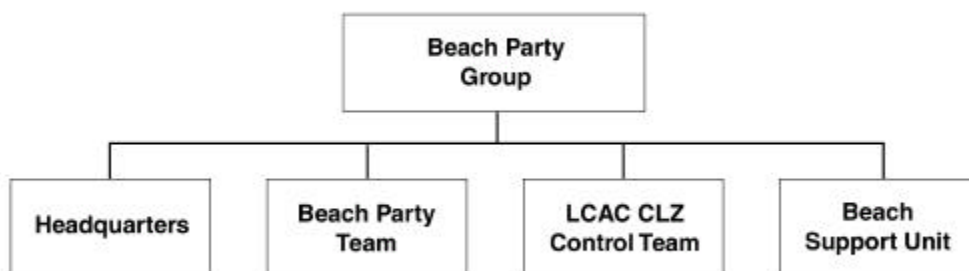 Beach Party
Group
Headquarters
Beach Party
Team
LCAC CLZ
Control Team
Beach
Support Unit